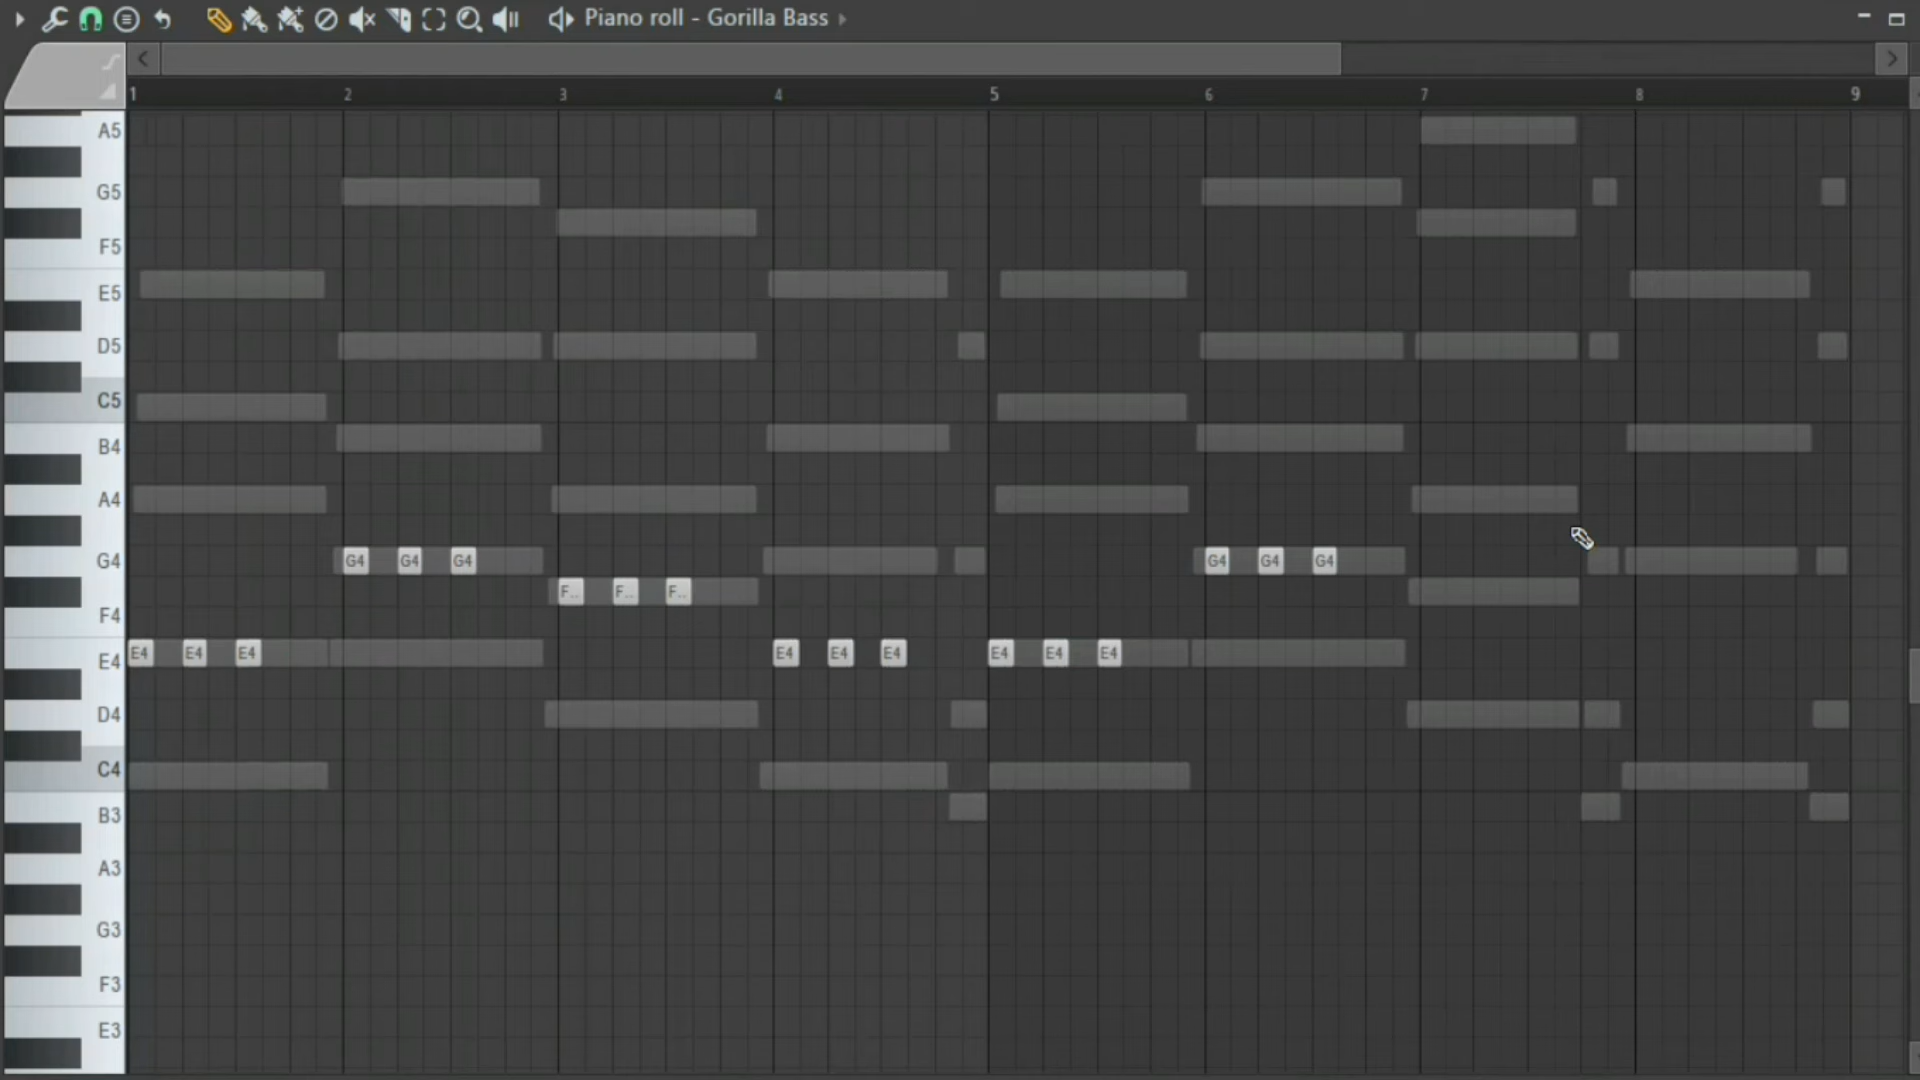 Piano roll - Gorilla Bass
1 2 3 4 5 6 7 8 9
A5
G5
F5
E5
D5
C5
B4
A4
G4 G4 G4 G4 G4 G4 G4
F.. F.. F..
F4
E4 E4 E4 E4 E4 E4 E4 E4 E4 E4
D4
C4
B3
A3
G3
F3
E3